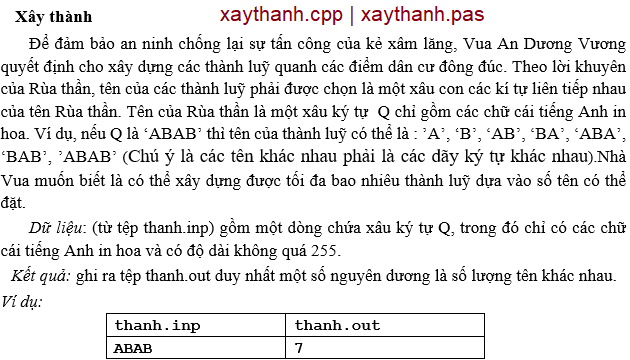 Xây thành xaythanh.cpp | xaythanh.pas
Để đảm bảo an ninh chống lại sự tấn công của kẻ xâm lăng, Vua An Dương Vương
quyết định cho xây dựng các thành luỹ quanh các điểm dân cư đông đúc. Theo lời khuyên
của Rùa thần, tên của các thành luỹ phải được chọn là một xâu con các kí tự liên tiếp nhau
của tên Rùa thần. Tên của Rùa thần là một xâu ký tự Q chỉ gồm các chữ cái tiếng Anh in
hoa. Ví dụ, nếu Q là ‘ABAB’ thì tên của thành luỹ có thể là : ’A’, ‘B’, ‘AB’, ‘BA’, ‘ABA’,
‘BAB’, ’ABAB’ (Chú ý là các tên khác nhau phải là các dãy ký tự khác nhau).Nhà
Vua muốn biết là có thể xây dựng được tối đa bao nhiêu thành luỹ dựa vào số tên có thể
đặt.
Dữ liệu: (từ tệp thanh.inp) gồm một dòng chứa xâu ký tự Q, trong đó chỉ có các chữ
cái tiếng Anh in hoa và có độ dài không quá 255.
Kết quả: ghi ra tệp thanh.out duy nhất một số nguyên dương là số lượng tên khác nhau.
Ví dụ:
thanh.inp thanh.out
ABAB 7